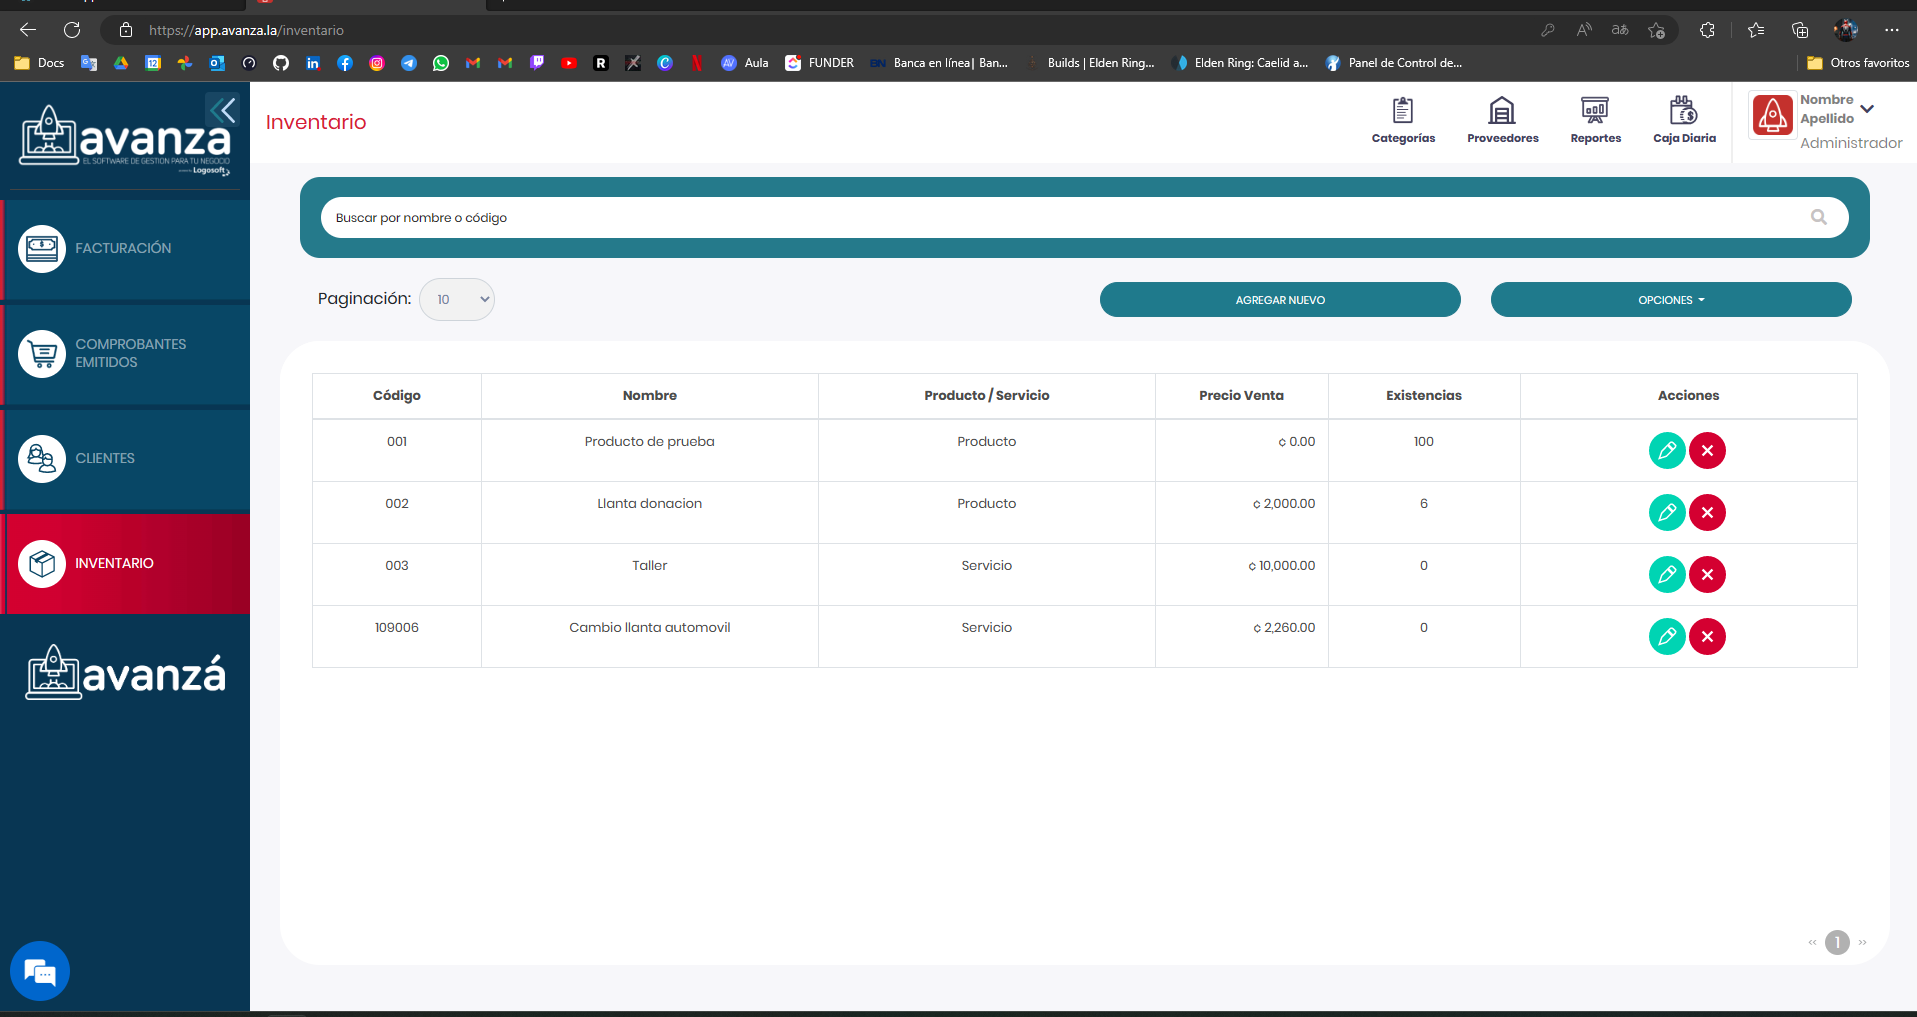 https://app.avanza.la/inventario
Docs
Aula
FUNDER
Banca en línea| Ban...
Builds | Elden Ring...
Elden Ring: Caelid a...
Panel de Control de...
Otros favoritos
avanza
EL SOFTWARE DE GESTION PARA TU NEGOCIO
Logosoft
Inventario
Categorías
Proveedores
Reportes
Caja Diaria
Nombre
Apellido
Administrador
FACTURACIÓN
COMPROBANTES
EMITIDOS
CLIENTES
INVENTARIO
avanzá
Buscar por nombre o código
Paginación: 10
AGREGAR NUEVO
OPCIONES
Código Nombre Producto / Servicio Precio Venta Existencias Acciones
001 Producto de prueba Producto ¢ 0.00 100
002 Llanta donacion Producto ¢ 2,000.00 6
003 Taller Servicio ¢ 10,000.00 0
109006 Cambio llanta automovil Servicio ¢ 2,260.00 0
‹‹ 1 ››